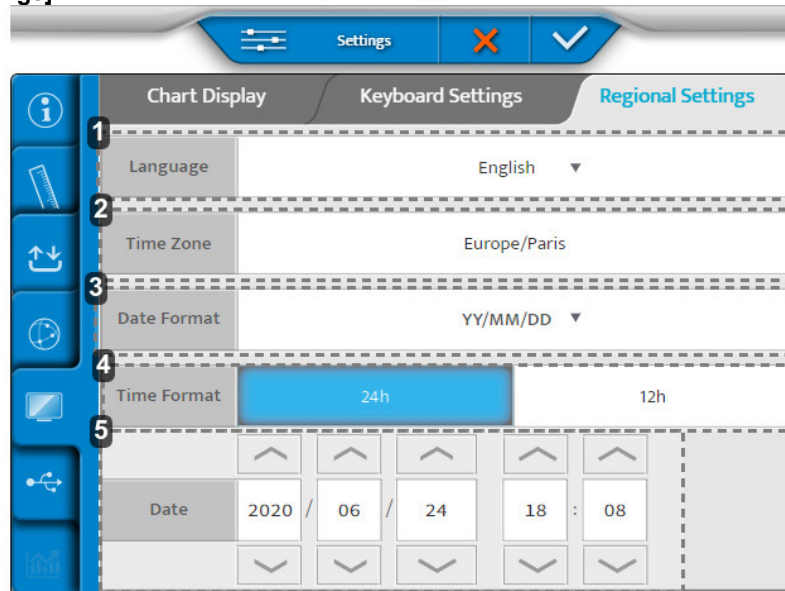 Settings
Chart Display Keyboard Settings Regional Settings
1
Language English ▼
2
Time Zone Europe/Paris
3
Date Format YY/MM/DD ▼
4
Time Format 24h 12h
5
Date 2020 / 06 / 24 18 : 08